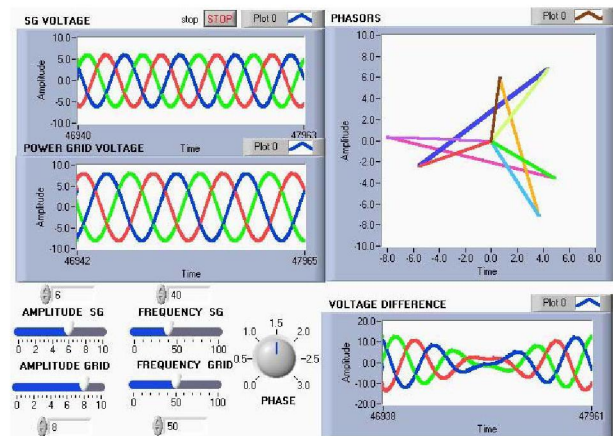 SG VOLTAGE
stop STOP Plot 0
10.0
5.0
0.0
-5.0
-10.0
Amplitude
46940 47963
Time
POWER GRID VOLTAGE Plot 0
10.0
5.0
0.0
-5.0
-10.0
Amplitude
46942 47965
Time
PHASORS Plot 0
10.0
8.0
6.0
4.0
2.0
0.0
-2.0
-4.0
-6.0
-8.0
-10.0
Amplitude
-8.0 -6.0 -4.0 -2.0 0.0 2.0 4.0 6.0 8.0
Time
6
AMPLITUDE SG
0 2 4 6 8 10
40
FREQUENCY SG
0 50 100
AMPLITUDE GRID
0 2 4 6 8 10
8
FREQUENCY GRID
0 50 100
50
0.0 0.5 1.0 1.5 2.0 -2.5 3.0
PHASE
VOLTAGE DIFFERENCE Plot 0
20.0
10.0
0.0
-10.0
-20.0
Amplitude
46938 47961
Time